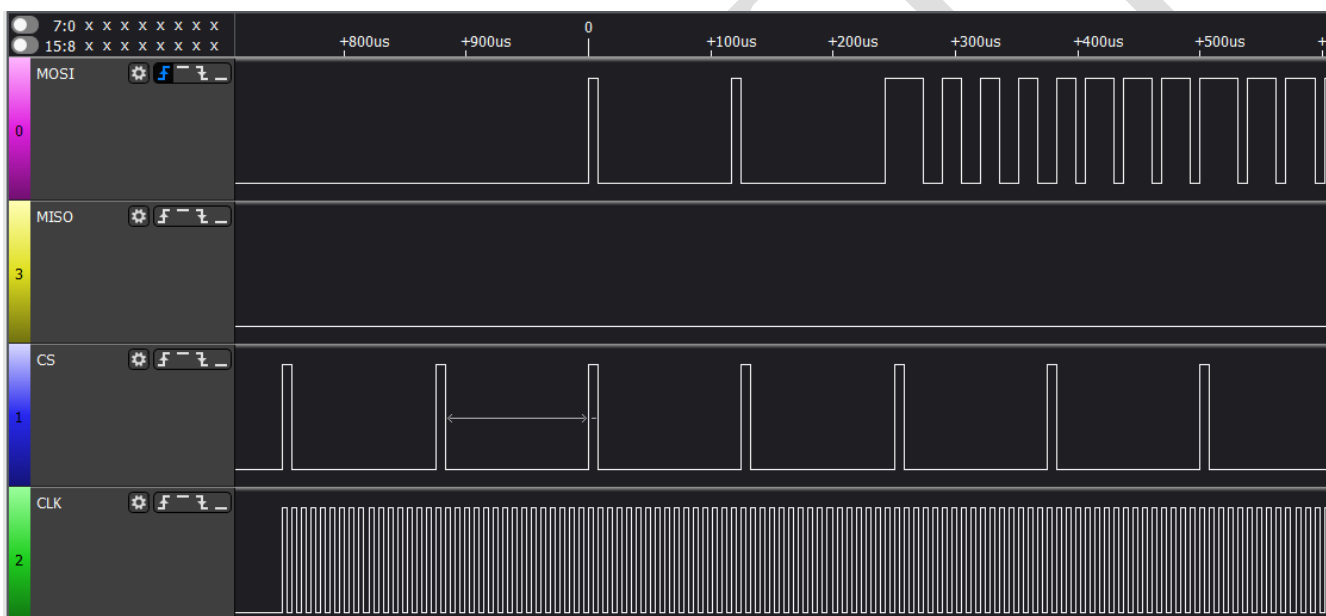 7:0 x x x x x x x x
15:8 x x x x x x x x
+800us +900us 0 +100us +200us +300us +400us +500us +
MOSI
0
MISO
3
CS
1
CLK
2